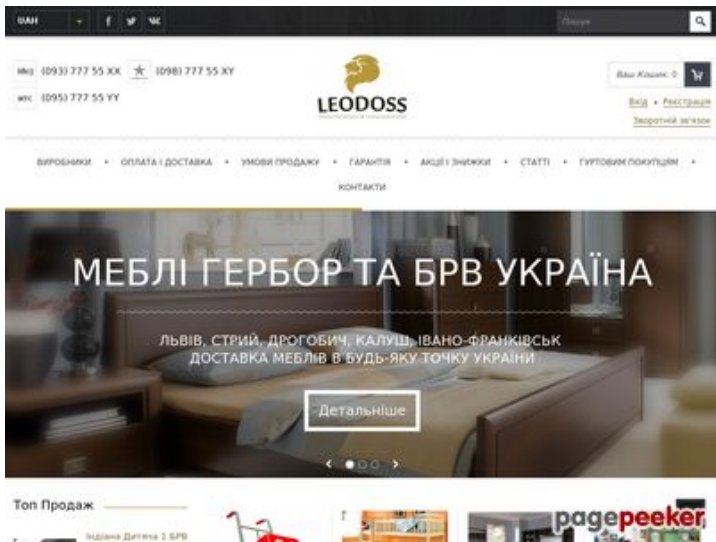 UAH
Пошук
(093) 777 55 XX
(098) 777 55 XY
Ваш Кошик: 0
мтс (095) 777 55 YY
Вхід • Реєстрація
Зворотній зв'язок
LEODOSS
ВИРОБНИКИ • ОПЛАТА І ДОСТАВКА • УМОВИ ПРОДАЖУ • ГАРАНТІЯ • АКЦІЇ І ЗНИЖКИ • СТАТТІ • ГУРТОВИМ ПОКУПЦЯМ •
КОНТАКТИ
МЕБЛІ ГЕРБОР ТА БРВ УКРАЇНА
ЛЬВІВ, СТРИЙ, ДРОГОБИЧ, КАЛУШ, ІВАНО-ФРАНКІВСЬК
ДОСТАВКА МЕБЛІВ В БУДЬ-ЯКУ ТОЧКУ УКРАЇНИ
Детальніше
Топ Продаж
Індіана Дитяча 1 БРВ
pagepeeker